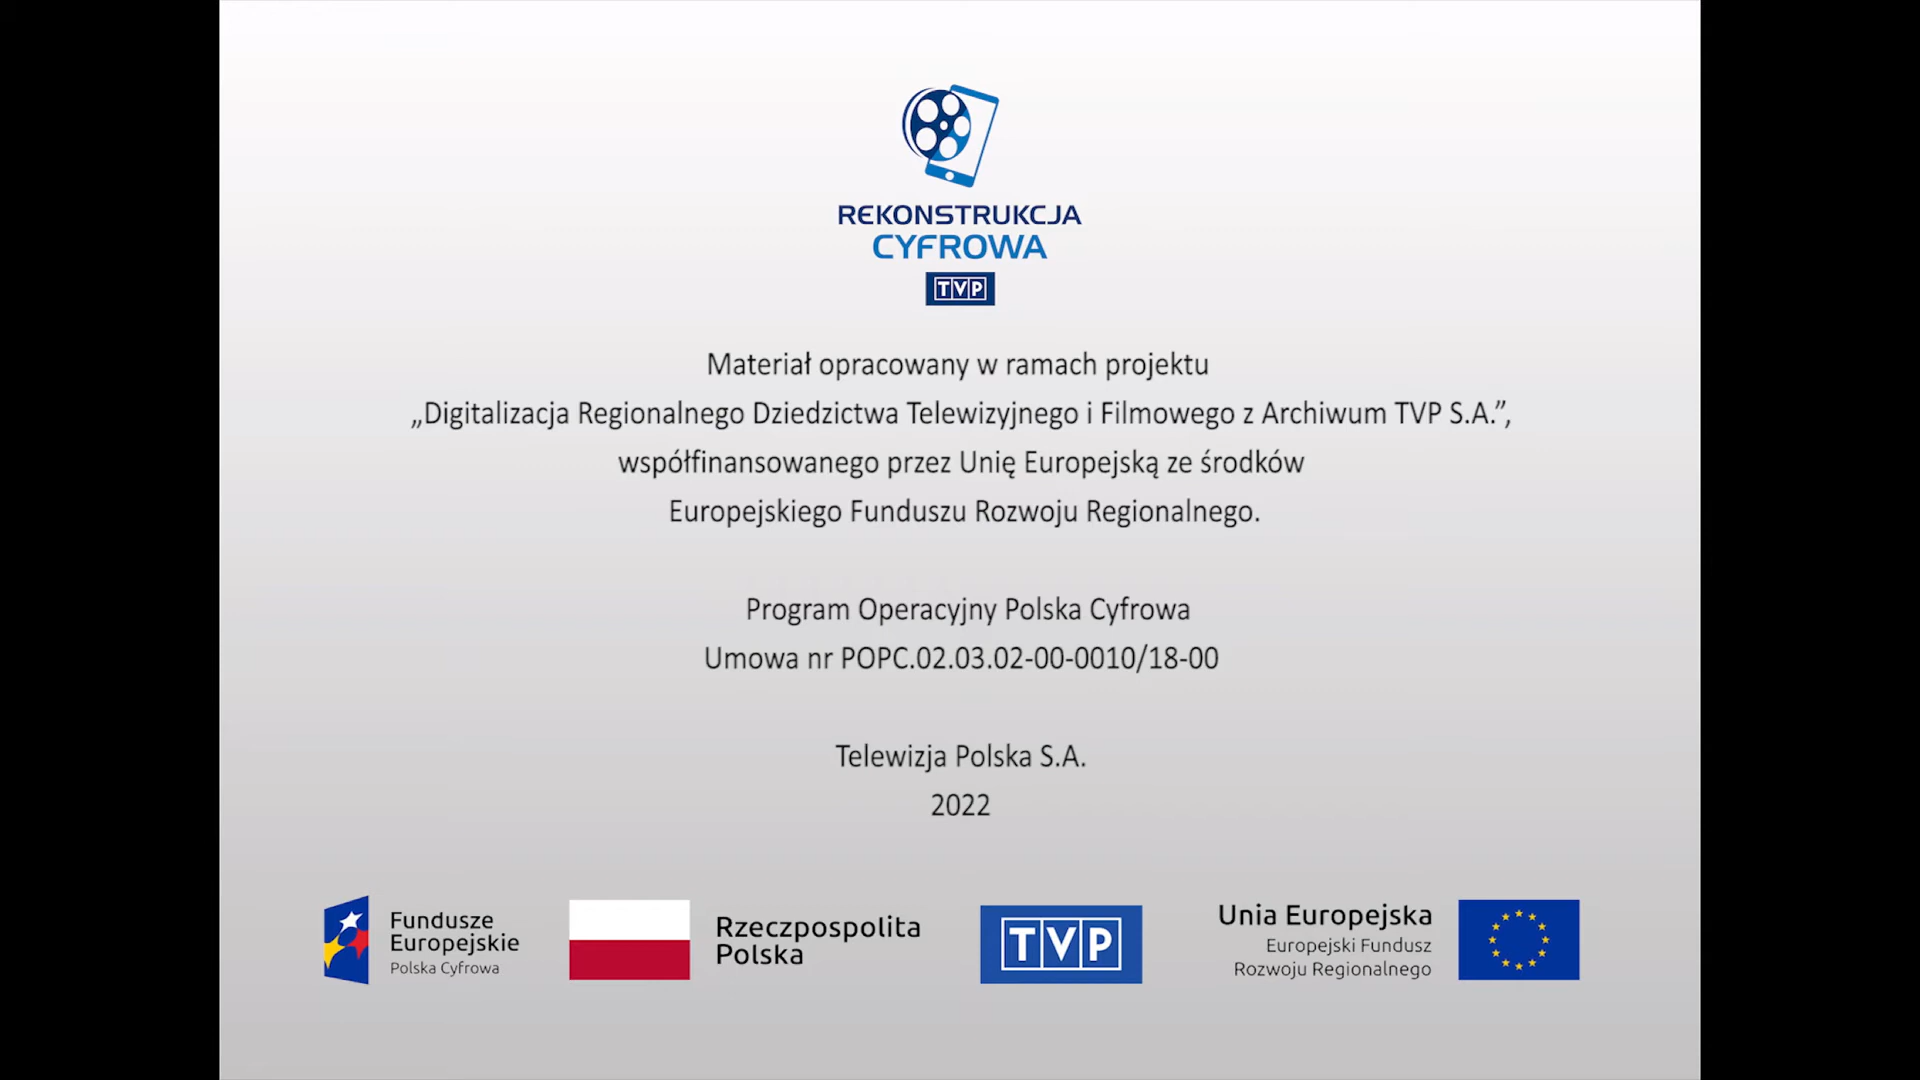 REKONSTRUKCJA
CYFROWA
TVP
Materiał opracowany w ramach projektu
„Digitalizacja Regionalnego Dziedzictwa Telewizyjnego i Filmowego z Archiwum TVP S.A.”,
współfinansowanego przez Unię Europejską ze środków
Europejskiego Funduszu Rozwoju Regionalnego.
Program Operacyjny Polska Cyfrowa
Umowa nr POPC.02.03.02-00-0010/18-00
Telewizja Polska S.A.
2022
Fundusze
Europejskie
Polska Cyfrowa
Rzeczpospolita
Polska
TVP
Unia Europejska
Europejski Fundusz
Rozwoju Regionalnego